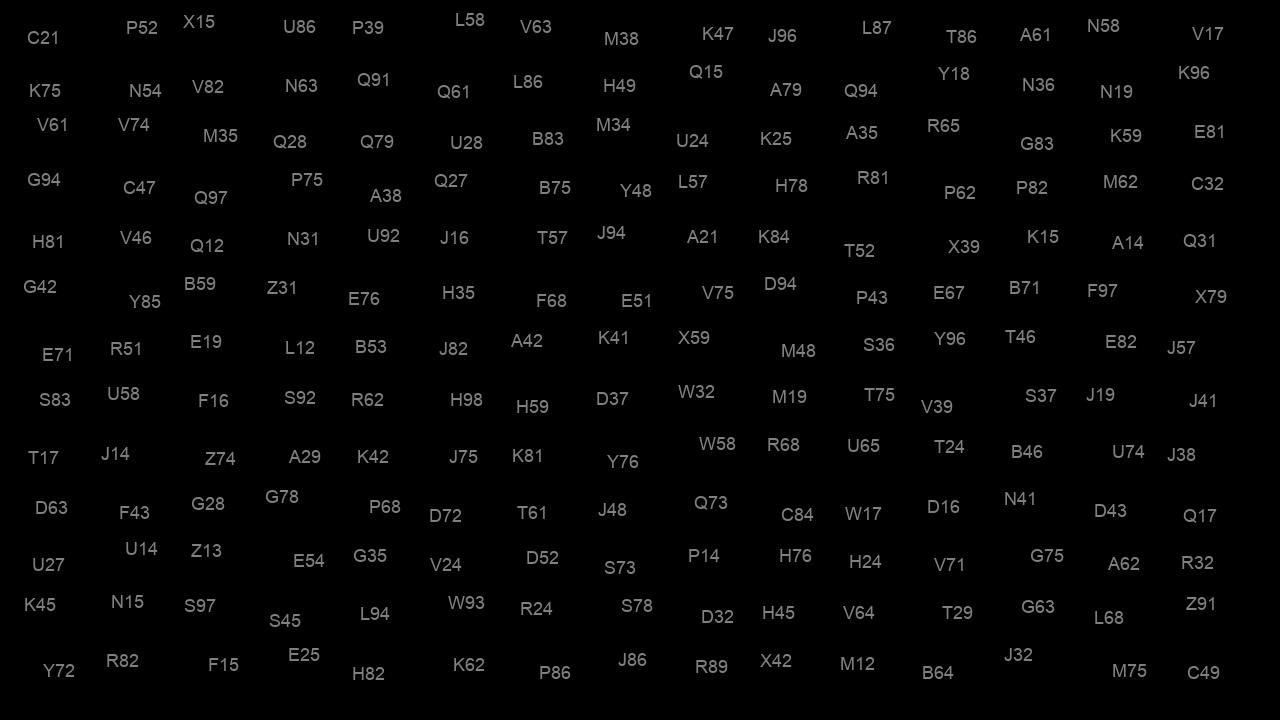 C21 P52 X15 U86 P39 L58 V63 M38 K47 J96 L87 T86 A61 N58 V17
K75 N54 V82 N63 Q91 Q61 L86 H49 Q15 A79 Q94 Y18 N36 N19 K96
V61 V74 M35 Q28 Q79 U28 B83 M34 U24 K25 A35 R65 G83 K59 E81
G94 C47 Q97 P75 A38 Q27 B75 Y48 L57 H78 R81 P62 P82 M62 C32
H81 V46 Q12 N31 U92 J16 T57 J94 A21 K84 T52 X39 K15 A14 Q31
G42 Y85 B59 Z31 E76 H35 F68 E51 V75 D94 P43 E67 B71 F97 X79
E71 R51 E19 L12 B53 J82 A42 K41 X59 M48 S36 Y96 T46 E82 J57
S83 U58 F16 S92 R62 H98 H59 D37 W32 M19 T75 V39 S37 J19 J41
T17 J14 Z74 A29 K42 J75 K81 Y76 W58 R68 U65 T24 B46 U74 J38
D63 F43 G28 G78 P68 D72 T61 J48 Q73 C84 W17 D16 N41 D43 Q17
U27 U14 Z13 E54 G35 V24 D52 S73 P14 H76 H24 V71 G75 A62 R32
K45 N15 S97 S45 L94 W93 R24 S78 D32 H45 V64 T29 G63 L68 Z91
Y72 R82 F15 E25 H82 K62 P86 J86 R89 X42 M12 B64 J32 M75 C49